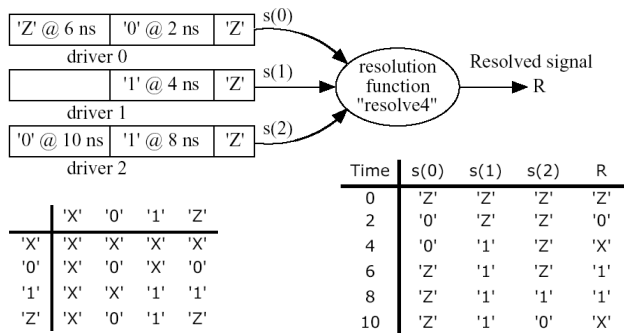 'Z' @ 6 ns '0' @ 2 ns 'Z' s(0)
driver 0
'1' @ 4 ns 'Z' s(1)
driver 1
'0' @ 10 ns '1' @ 8 ns 'Z' s(2)
driver 2
resolution
function
"resolve4"
Resolved signal
R
'X' '0' '1' 'Z'
'X' 'X' 'X' 'X' 'X'
'0' 'X' '0' 'X' '0'
'1' 'X' 'X' '1' '1'
'Z' 'X' '0' '1' 'Z'
Time s(0) s(1) s(2) R
0 'Z' 'Z' 'Z' 'Z'
2 '0' 'Z' 'Z' '0'
4 '0' '1' 'Z' 'X'
6 'Z' '1' 'Z' '1'
8 'Z' '1' '1' '1'
10 'Z' '1' '0' 'X'